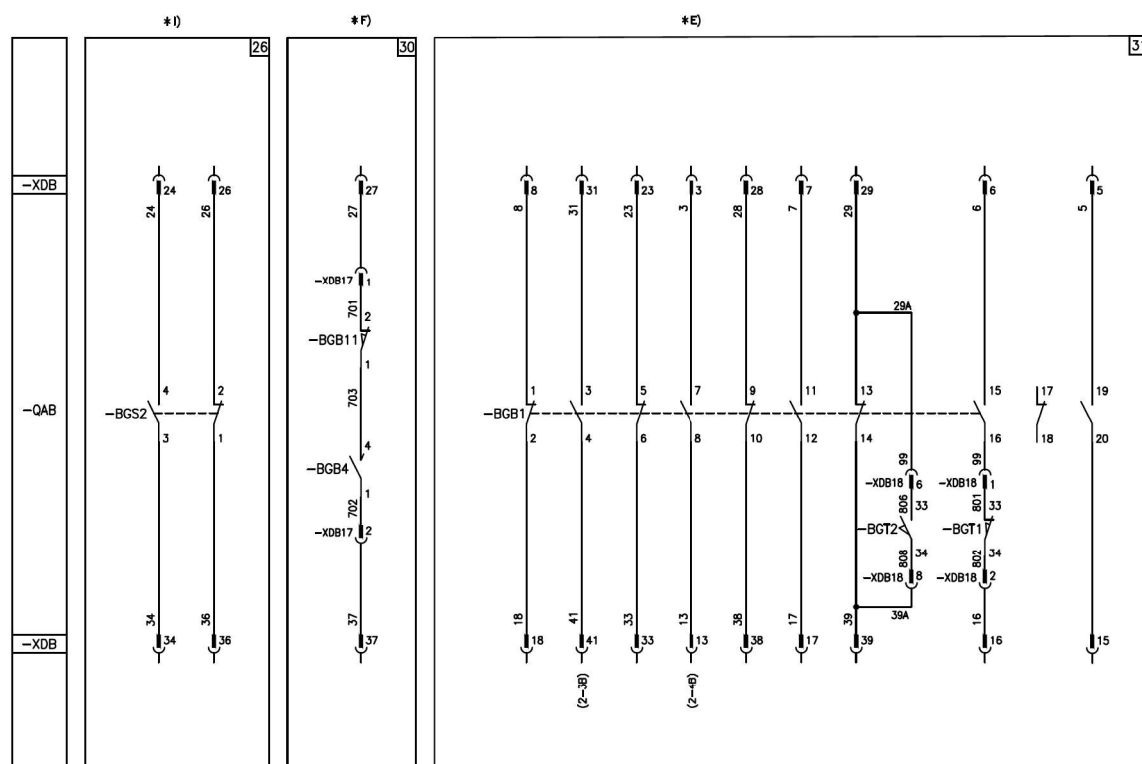 *I) *F) *E)
26 30
-XDB 24 26 27 8 31 23 3 28 7 29 6 5
24 26 27 8 31 23 3 28 7 29 6 5
-XDB17 1
701 29A
2
-BGB11
1
4 2 703 1 3 5 7 9 11 13 15 17 19
-QAB -BGS2 -BGB1
3 1 2 4 6 8 10 12 14 16 18 20
4
-BGB4 99 99
1 -XDB18 6 -XDB18 1
702 806 33 801 33
-XDB17 2 -BGT2 -BGT1
808 34 802 34
-XDB18 8 -XDB18 2
39A
34 36 37 18 41 33 13 38 17 39 16
-XDB 34 36 37 18 41 33 13 38 17 39 16 15
(2-3B) (2-4B)